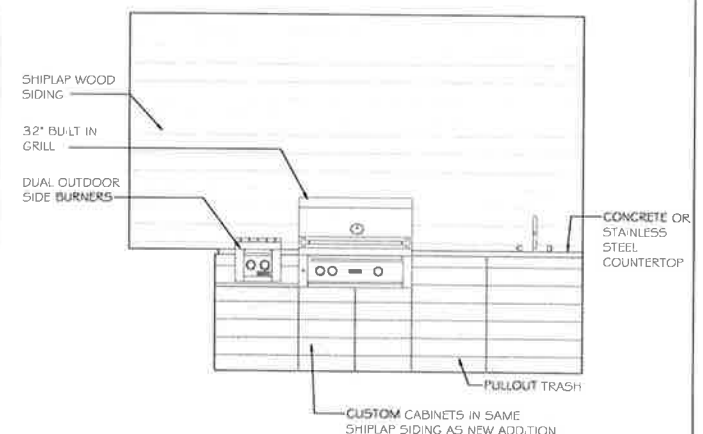 SHIPLAP WOOD
SIDING
32" BUILT IN
GRILL
DUAL OUTDOOR
SIDE BURNERS
CONCRETE OR
STAINLESS
STEEL
COUNTERTOP
PULLOUT TRASH
CUSTOM CABINETS IN SAME
SHIPLAP SIDING AS NEW ADDITION